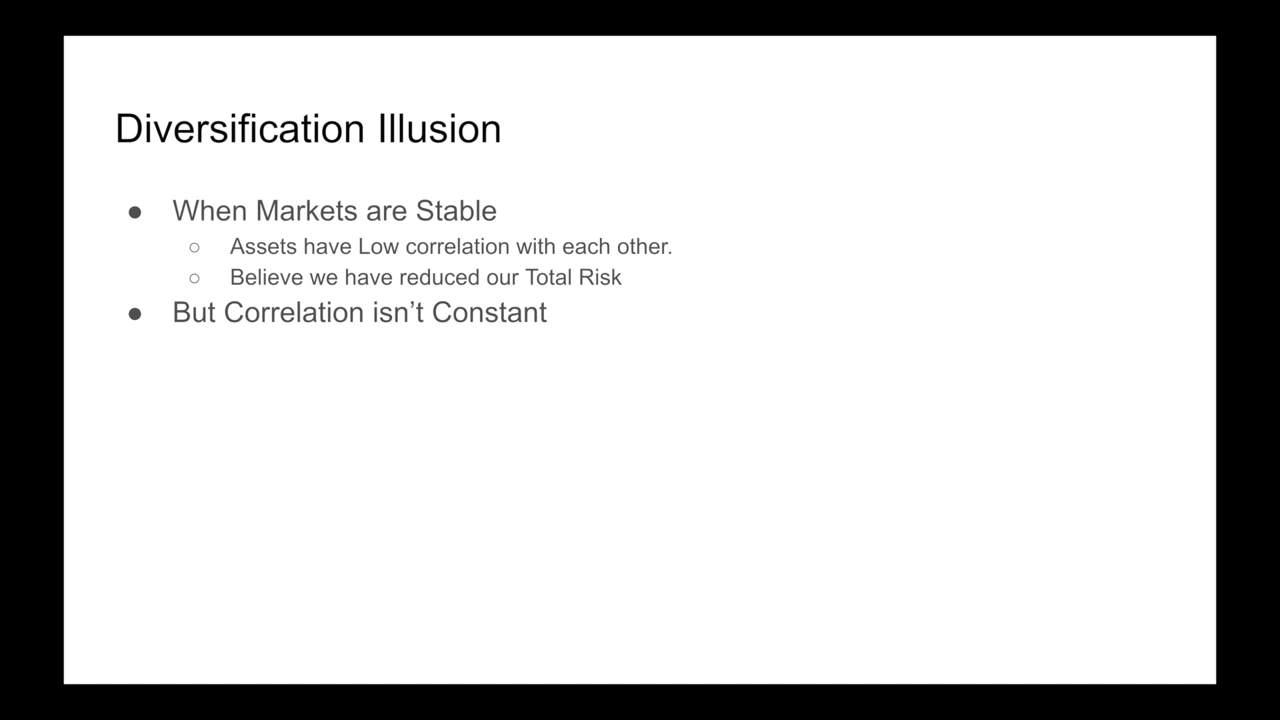 Diversification Illusion
● When Markets are Stable
○ Assets have Low correlation with each other.
○ Believe we have reduced our Total Risk
● But Correlation isn’t Constant